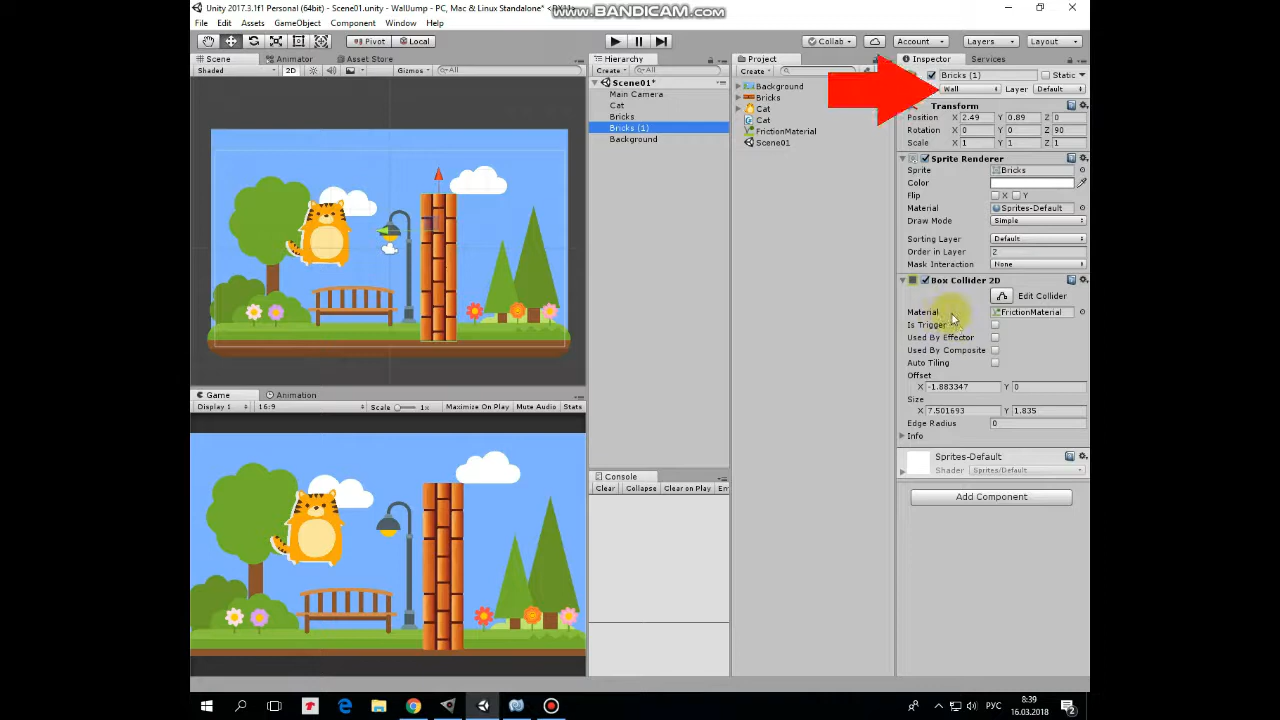 Unity 2017.3.1f1 Personal (64bit) - Scene01.unity - WallJump - PC, Mac & Linux Standalone* <DX11>
www.BANDICAM.com
File Edit Assets GameObject Component Window Help
Pivot Local Collab Account Layers Layout
Scene Animator Asset Store
Shaded 2D Gizmos All
Hierarchy
Create All
Scene01*
Main Camera
Cat
Bricks
Bricks (1)
Background
Project
Create
Background
Bricks
Cat
Cat
FrictionMaterial
Scene01
Inspector Services
Bricks (1) Static
Wall Layer Default
Transform
Position X 2.49 Y 0.89 Z 0
Rotation X 0 Y 0 Z 90
Scale X 1 Y 1 Z 1
Sprite Renderer
Sprite Bricks
Color
Flip X Y
Material Sprites-Default
Draw Mode Simple
Sorting Layer Default
Order in Layer 2
Mask Interaction None
Box Collider 2D
Edit Collider
Material FrictionMaterial
Is Trigger
Used By Effector
Used By Composite
Auto Tiling
Offset
X -1.883347 Y 0
Size
X 7.501693 Y 1.835
Edge Radius 0
Info
Sprites-Default
Shader Sprites/Default
Add Component
Game Animation
Display 1 16:9 Scale 1x Maximize On Play Mute Audio Stats
Console
Clear Collapse Clear on Play
РУС
8:39
16.03.2018
2